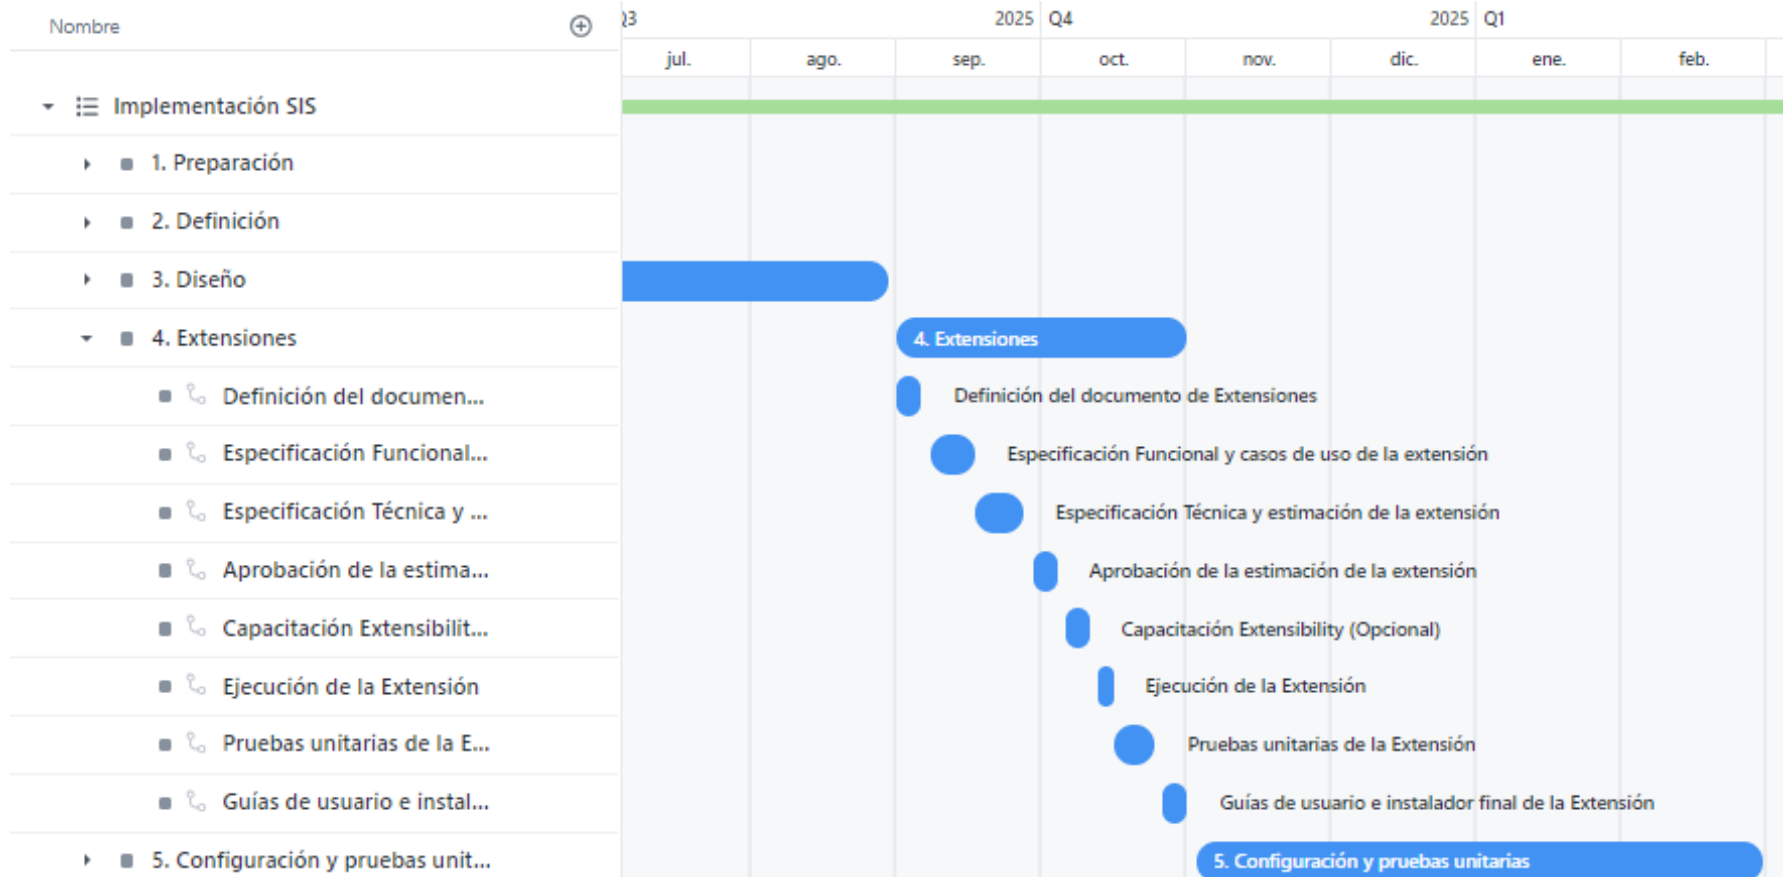 Nombre
Q3 2025 Q4 2025 Q1
jul. ago. sep. oct. nov. dic. ene. feb.
Implementación SIS
1. Preparación
2. Definición
3. Diseño
4. Extensiones 4. Extensiones
Definición del documen... Definición del documento de Extensiones
Especificación Funcional... Especificación Funcional y casos de uso de la extensión
Especificación Técnica y ... Especificación Técnica y estimación de la extensión
Aprobación de la estima... Aprobación de la estimación de la extensión
Capacitación Extensibilit... Capacitación Extensibility (Opcional)
Ejecución de la Extensión Ejecución de la Extensión
Pruebas unitarias de la E... Pruebas unitarias de la Extensión
Guías de usuario e instal... Guías de usuario e instalador final de la Extensión
5. Configuración y pruebas unit... 5. Configuración y pruebas unitarias